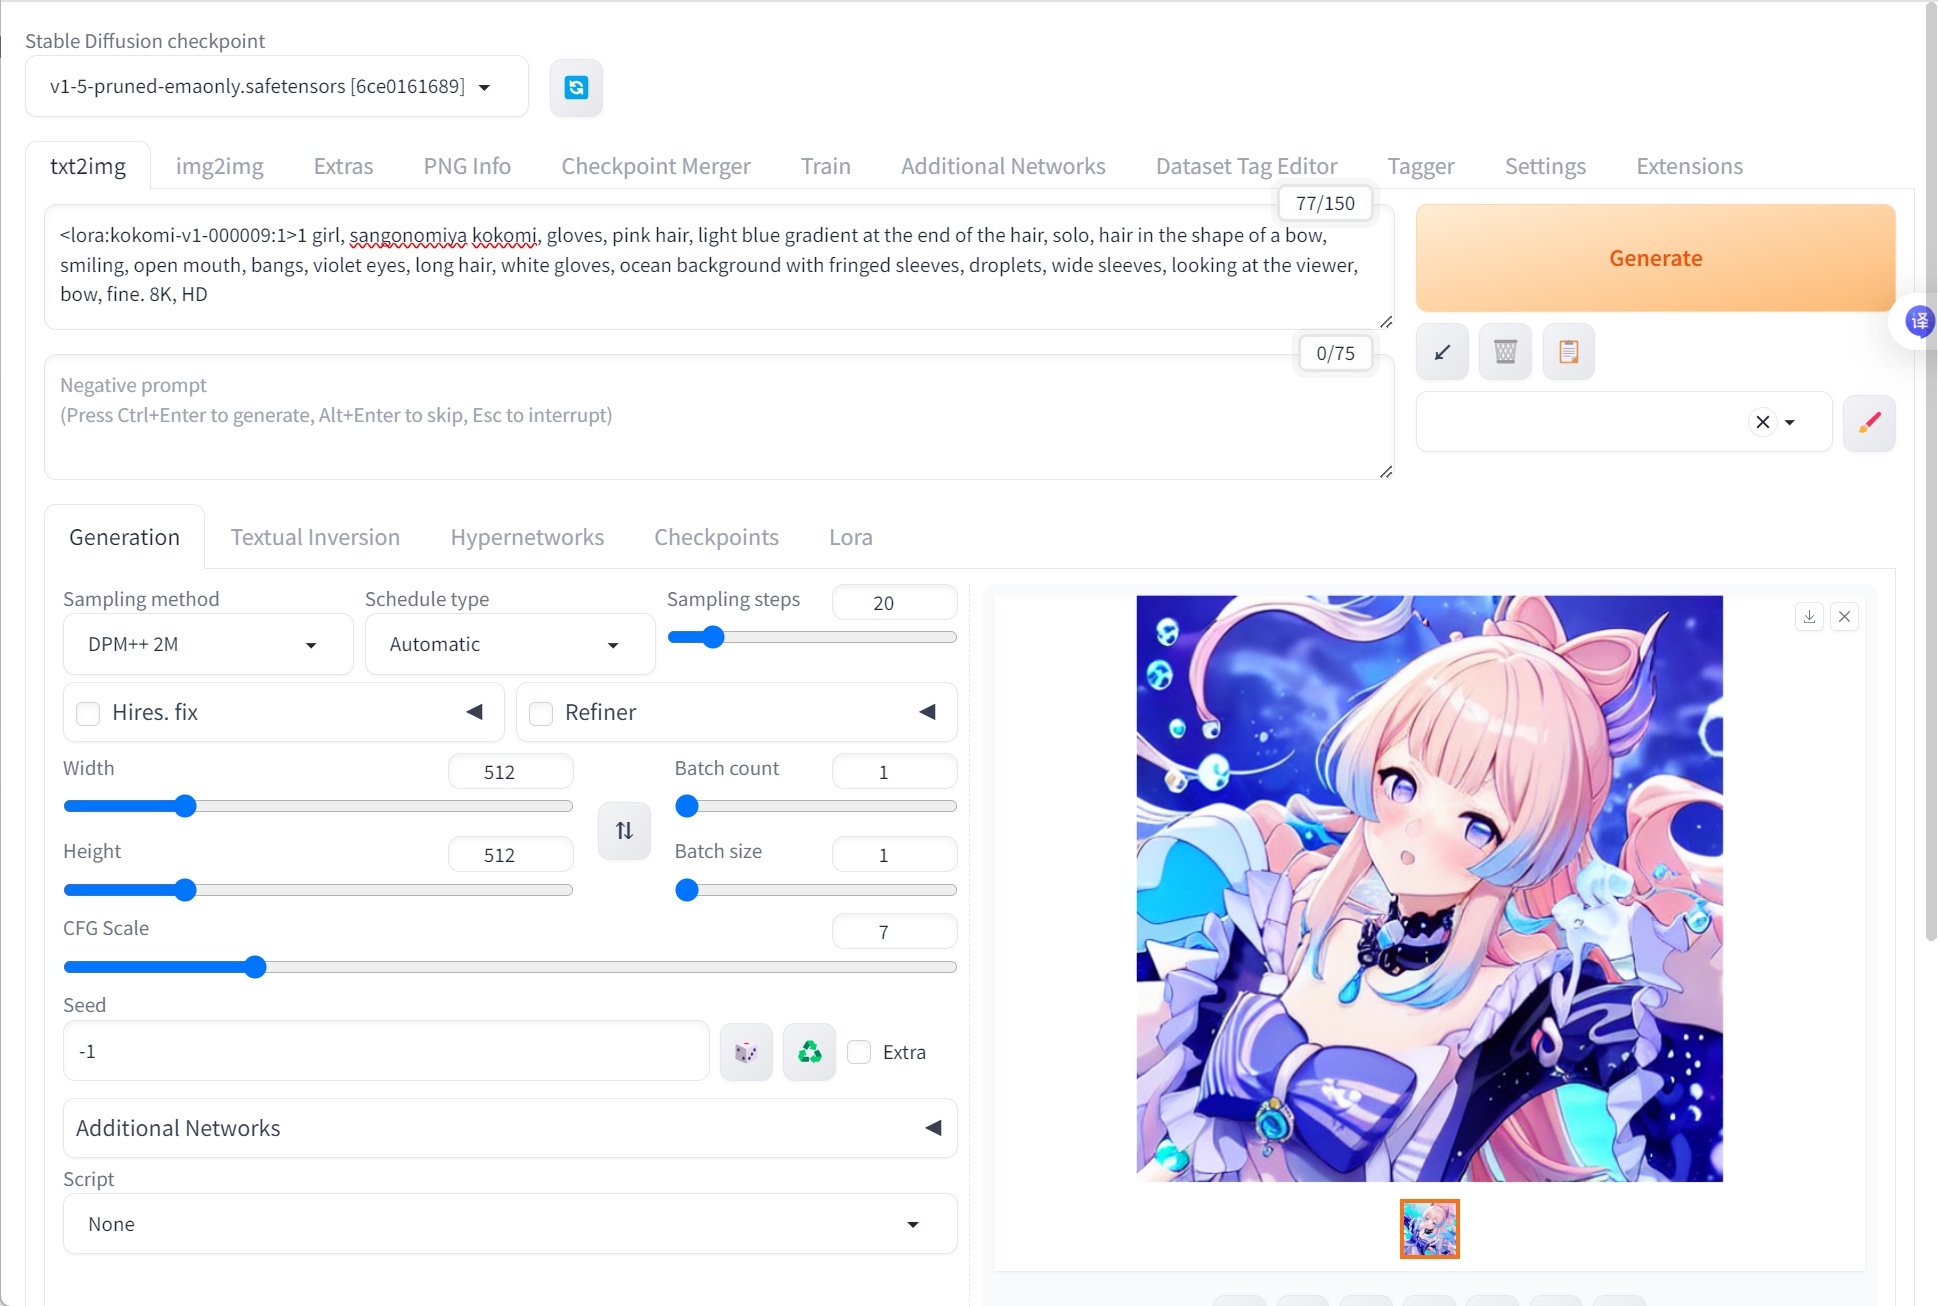 Stable Diffusion checkpoint
v1-5-pruned-emaonly.safetensors [6ce0161689]
txt2img img2img Extras PNG Info Checkpoint Merger Train Additional Networks Dataset Tag Editor Tagger Settings Extensions
77/150
<lora:kokomi-v1-000009:1>1 girl, sangonomiya kokomi, gloves, pink hair, light blue gradient at the end of the hair, solo, hair in the shape of a bow,
smiling, open mouth, bangs, violet eyes, long hair, white gloves, ocean background with fringed sleeves, droplets, wide sleeves, looking at the viewer,
bow, fine. 8K, HD
Generate
译
0/75
Negative prompt
(Press Ctrl+Enter to generate, Alt+Enter to skip, Esc to interrupt)
Generation Textual Inversion Hypernetworks Checkpoints Lora
Sampling method Schedule type Sampling steps 20
DPM++ 2M Automatic
Hires. fix Refiner
Width 512 Batch count 1
Height 512 Batch size 1
CFG Scale 7
Seed
-1 Extra
Additional Networks
Script
None